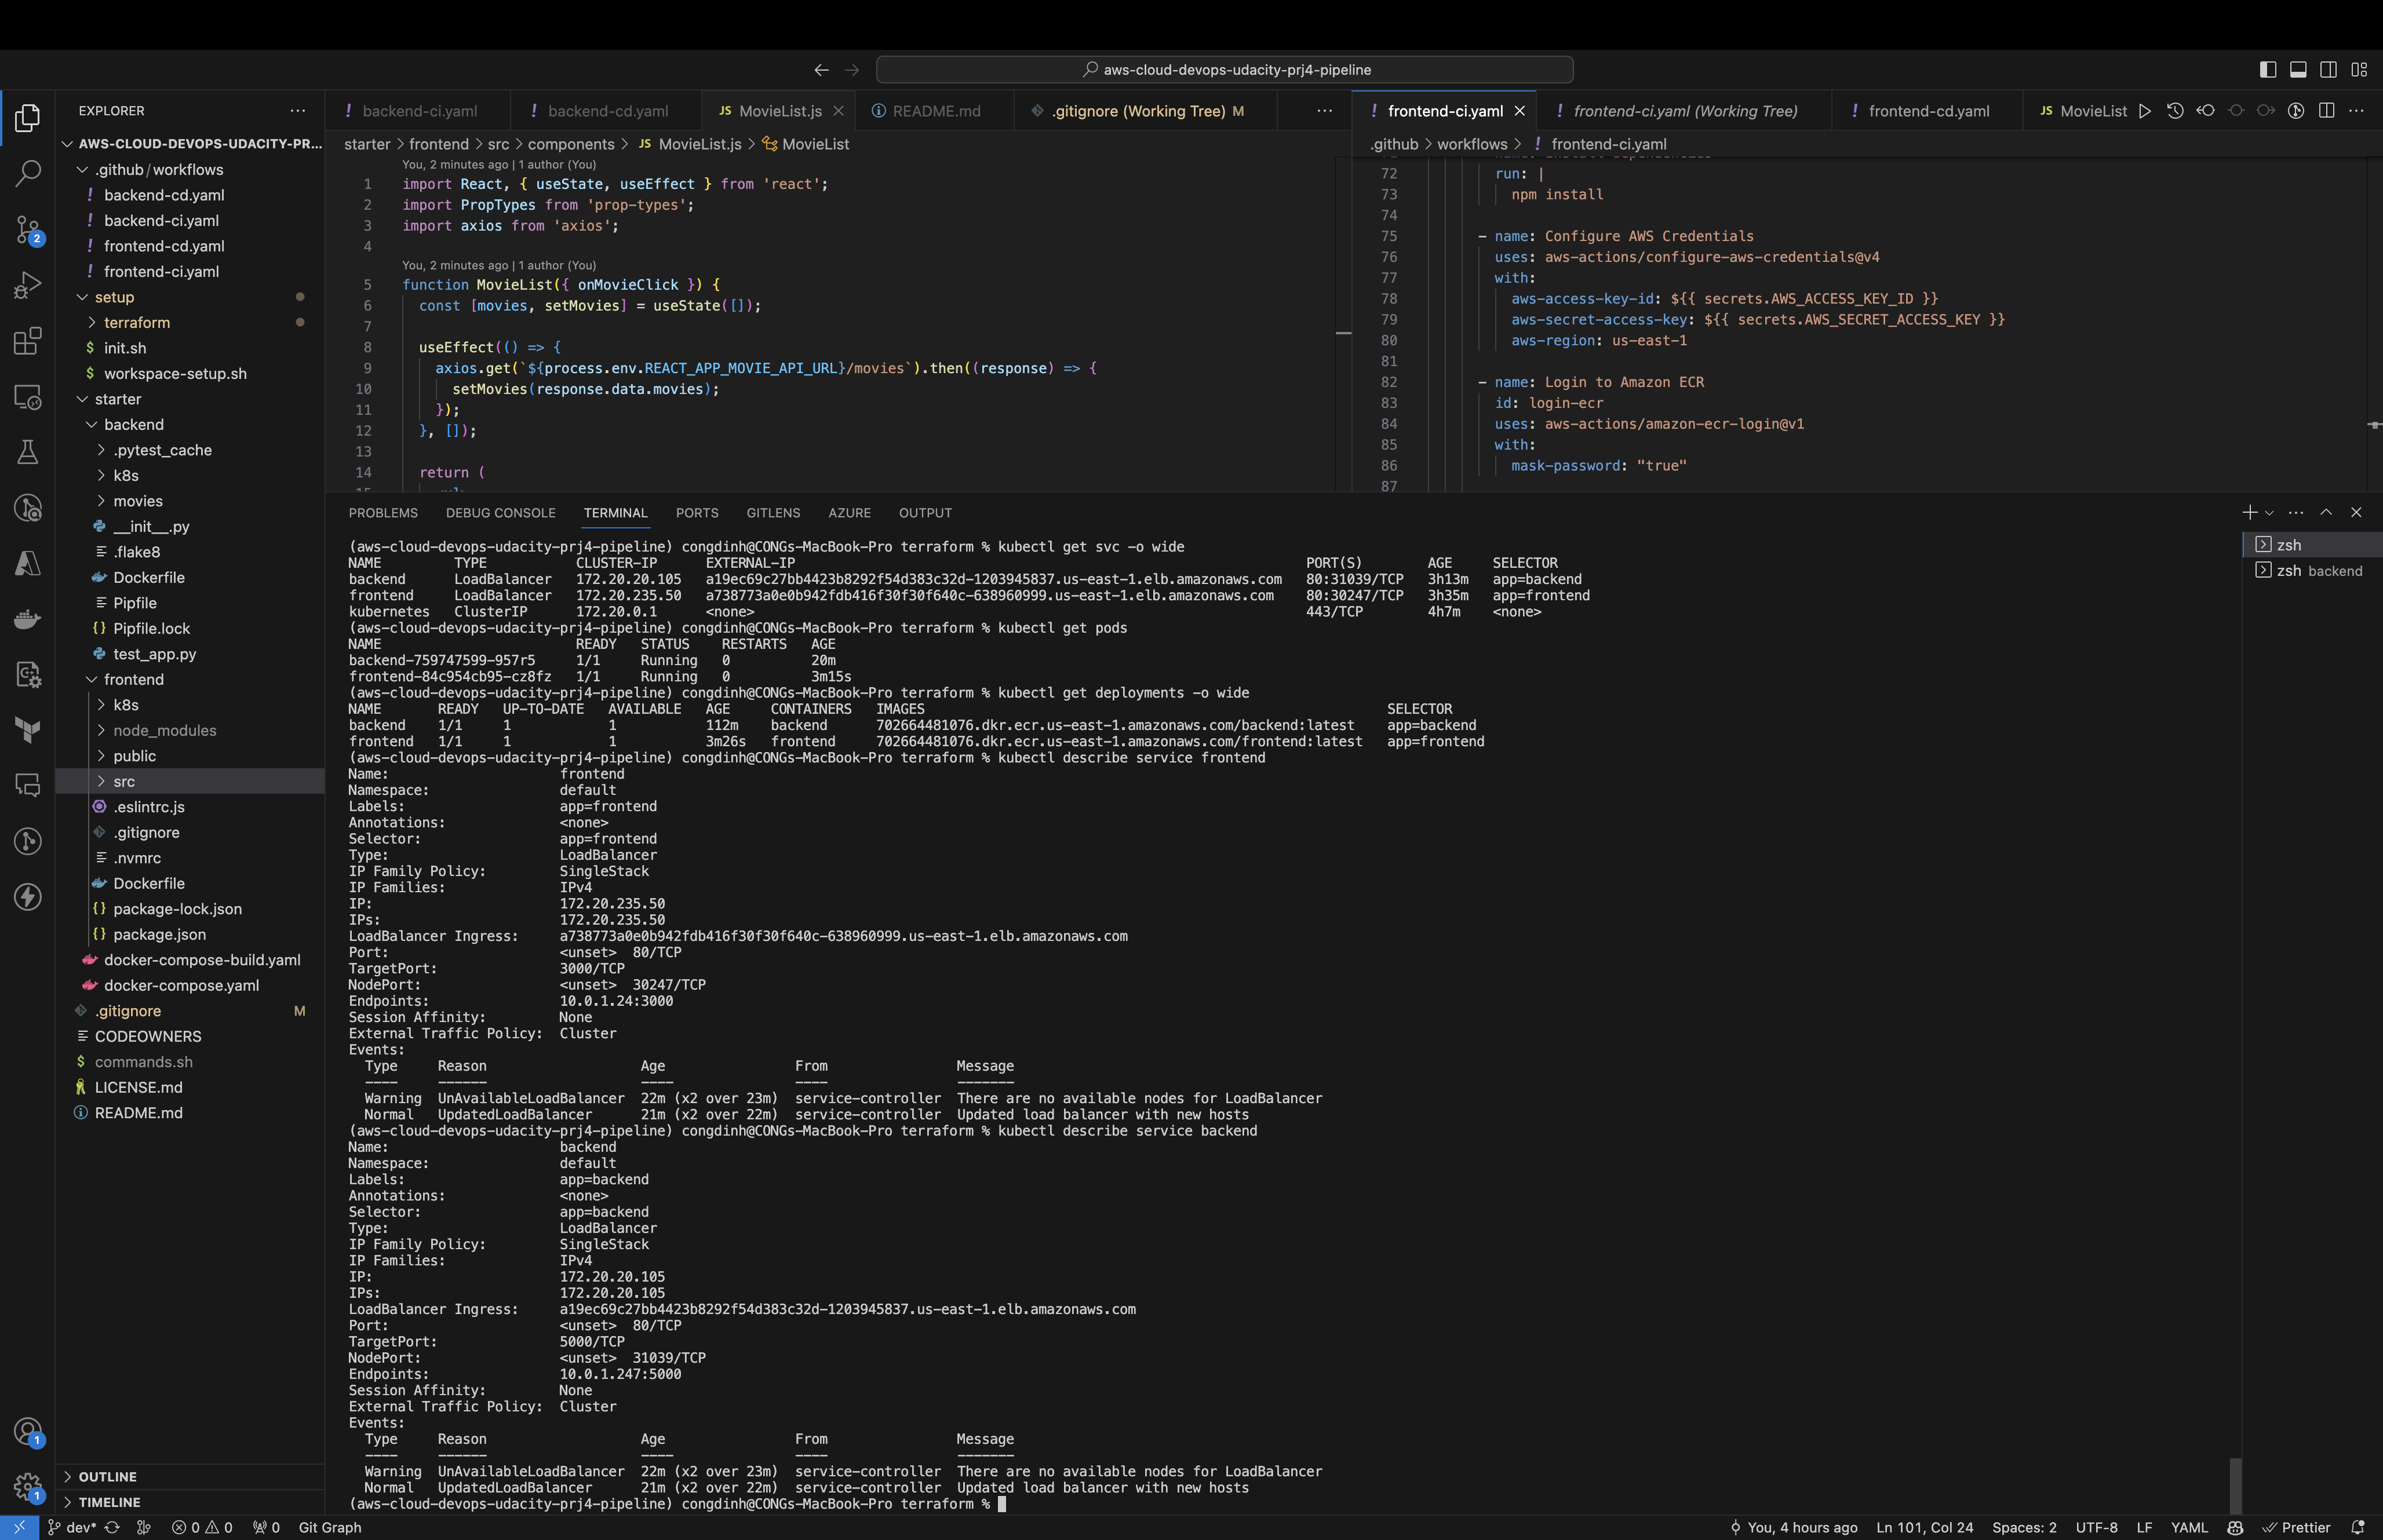 aws-cloud-devops-udacity-prj4-pipeline
EXPLORER
AWS-CLOUD-DEVOPS-UDACITY-PR...
.github/workflows
! backend-cd.yaml
! backend-ci.yaml
! frontend-cd.yaml
! frontend-ci.yaml
setup
terraform
$ init.sh
$ workspace-setup.sh
starter
backend
.pytest_cache
k8s
movies
__init__.py
.flake8
Dockerfile
Pipfile
{} Pipfile.lock
test_app.py
frontend
k8s
node_modules
public
src
.eslintrc.js
.gitignore
.nvmrc
Dockerfile
{} package-lock.json
{} package.json
docker-compose-build.yaml
docker-compose.yaml
.gitignore M
CODEOWNERS
$ commands.sh
LICENSE.md
README.md
OUTLINE
TIMELINE
2
1
1
! backend-ci.yaml ! backend-cd.yaml JS MovieList.js README.md .gitignore (Working Tree) M
starter > frontend > src > components > JS MovieList.js > MovieList
You, 2 minutes ago | 1 author (You)
1 import React, { useState, useEffect } from 'react';
2 import PropTypes from 'prop-types';
3 import axios from 'axios';
4
You, 2 minutes ago | 1 author (You)
5 function MovieList({ onMovieClick }) {
6 const [movies, setMovies] = useState([]);
7
8 useEffect(() => {
9 axios.get(`${process.env.REACT_APP_MOVIE_API_URL}/movies`).then((response) => {
10 setMovies(response.data.movies);
11 });
12 }, []);
13
14 return (
! frontend-ci.yaml ! frontend-ci.yaml (Working Tree) ! frontend-cd.yaml JS MovieList
.github > workflows > ! frontend-ci.yaml
72 run: |
73 npm install
74
75 - name: Configure AWS Credentials
76 uses: aws-actions/configure-aws-credentials@v4
77 with:
78 aws-access-key-id: ${{ secrets.AWS_ACCESS_KEY_ID }}
79 aws-secret-access-key: ${{ secrets.AWS_SECRET_ACCESS_KEY }}
80 aws-region: us-east-1
81
82 - name: Login to Amazon ECR
83 id: login-ecr
84 uses: aws-actions/amazon-ecr-login@v1
85 with:
86 mask-password: "true"
87
PROBLEMS DEBUG CONSOLE TERMINAL PORTS GITLENS AZURE OUTPUT
zsh
zsh backend
(aws-cloud-devops-udacity-prj4-pipeline) congdinh@CONGs-MacBook-Pro terraform % kubectl get svc -o wide
NAME TYPE CLUSTER-IP EXTERNAL-IP PORT(S) AGE SELECTOR
backend LoadBalancer 172.20.20.105 a19ec69c27bb4423b8292f54d383c32d-1203945837.us-east-1.elb.amazonaws.com 80:31039/TCP 3h13m app=backend
frontend LoadBalancer 172.20.235.50 a738773a0e0b942fdb416f30f30f640c-638960999.us-east-1.elb.amazonaws.com 80:30247/TCP 3h35m app=frontend
kubernetes ClusterIP 172.20.0.1 <none> 443/TCP 4h7m <none>
(aws-cloud-devops-udacity-prj4-pipeline) congdinh@CONGs-MacBook-Pro terraform % kubectl get pods
NAME READY STATUS RESTARTS AGE
backend-759747599-957r5 1/1 Running 0 20m
frontend-84c954cb95-cz8fz 1/1 Running 0 3m15s
(aws-cloud-devops-udacity-prj4-pipeline) congdinh@CONGs-MacBook-Pro terraform % kubectl get deployments -o wide
NAME READY UP-TO-DATE AVAILABLE AGE CONTAINERS IMAGES SELECTOR
backend 1/1 1 1 112m backend 702664481076.dkr.ecr.us-east-1.amazonaws.com/backend:latest app=backend
frontend 1/1 1 1 3m26s frontend 702664481076.dkr.ecr.us-east-1.amazonaws.com/frontend:latest app=frontend
(aws-cloud-devops-udacity-prj4-pipeline) congdinh@CONGs-MacBook-Pro terraform % kubectl describe service frontend
Name: frontend
Namespace: default
Labels: app=frontend
Annotations: <none>
Selector: app=frontend
Type: LoadBalancer
IP Family Policy: SingleStack
IP Families: IPv4
IP: 172.20.235.50
IPs: 172.20.235.50
LoadBalancer Ingress: a738773a0e0b942fdb416f30f30f640c-638960999.us-east-1.elb.amazonaws.com
Port: <unset> 80/TCP
TargetPort: 3000/TCP
NodePort: <unset> 30247/TCP
Endpoints: 10.0.1.24:3000
Session Affinity: None
External Traffic Policy: Cluster
Events:
Type Reason Age From Message
---- ------ ---- ---- -------
Warning UnAvailableLoadBalancer 22m (x2 over 23m) service-controller There are no available nodes for LoadBalancer
Normal UpdatedLoadBalancer 21m (x2 over 22m) service-controller Updated load balancer with new hosts
(aws-cloud-devops-udacity-prj4-pipeline) congdinh@CONGs-MacBook-Pro terraform % kubectl describe service backend
Name: backend
Namespace: default
Labels: app=backend
Annotations: <none>
Selector: app=backend
Type: LoadBalancer
IP Family Policy: SingleStack
IP Families: IPv4
IP: 172.20.20.105
IPs: 172.20.20.105
LoadBalancer Ingress: a19ec69c27bb4423b8292f54d383c32d-1203945837.us-east-1.elb.amazonaws.com
Port: <unset> 80/TCP
TargetPort: 5000/TCP
NodePort: <unset> 31039/TCP
Endpoints: 10.0.1.247:5000
Session Affinity: None
External Traffic Policy: Cluster
Events:
Type Reason Age From Message
---- ------ ---- ---- -------
Warning UnAvailableLoadBalancer 22m (x2 over 23m) service-controller There are no available nodes for LoadBalancer
Normal UpdatedLoadBalancer 21m (x2 over 22m) service-controller Updated load balancer with new hosts
(aws-cloud-devops-udacity-prj4-pipeline) congdinh@CONGs-MacBook-Pro terraform %
dev* 0 0 0 Git Graph You, 4 hours ago Ln 101, Col 24 Spaces: 2 UTF-8 LF YAML Prettier